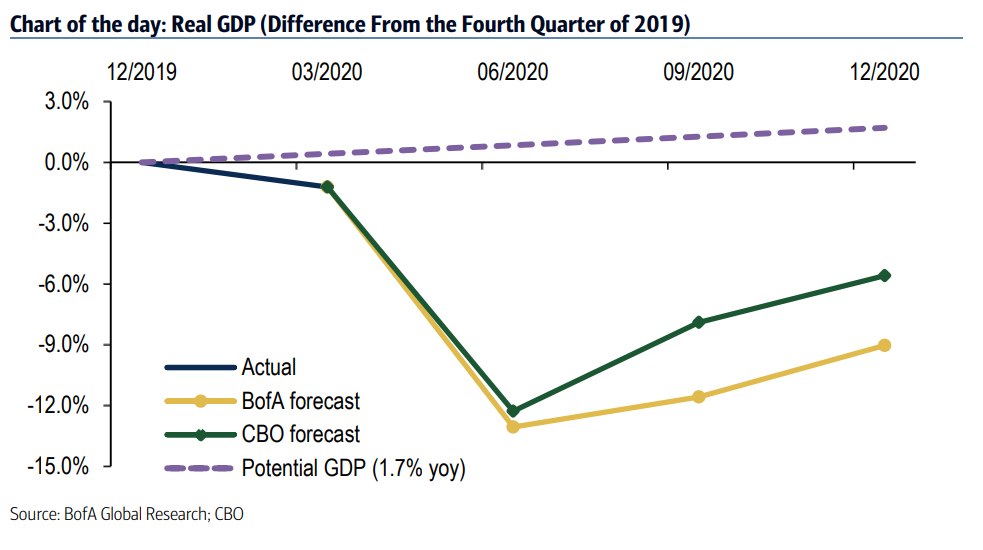 Chart of the day: Real GDP (Difference From the Fourth Quarter of 2019)
12/2019 03/2020 06/2020 09/2020 12/2020
3.0%
0.0%
-3.0%
-6.0%
-9.0%
-12.0%
-15.0%
Actual
BofA forecast
CBO forecast
Potential GDP (1.7% yoy)
Source: BofA Global Research; CBO